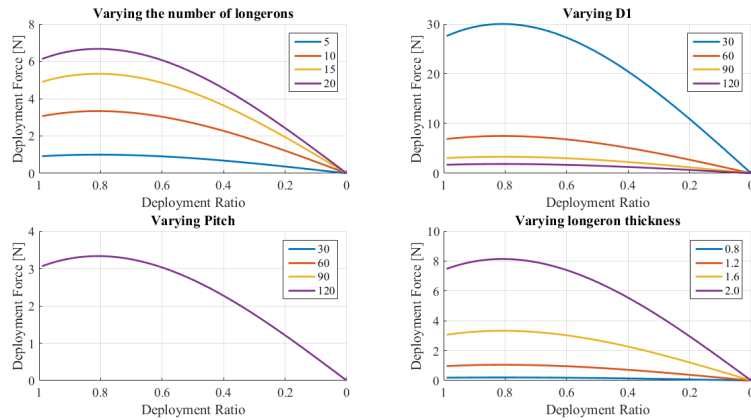 Varying the number of longerons
8
6
4
2
0
Deployment Force [N]
5
10
15
20
1 0.8 0.6 0.4 0.2 0
Deployment Ratio
Varying D1
30
20
10
0
Deployment Force [N]
30
60
90
120
1 0.8 0.6 0.4 0.2 0
Deployment Ratio
Varying Pitch
4
3
2
1
0
Deployment Force [N]
30
60
90
120
1 0.8 0.6 0.4 0.2 0
Deployment Ratio
Varying longeron thickness
10
8
6
4
2
0
Deployment Force [N]
0.8
1.2
1.6
2.0
1 0.8 0.6 0.4 0.2 0
Deployment Ratio